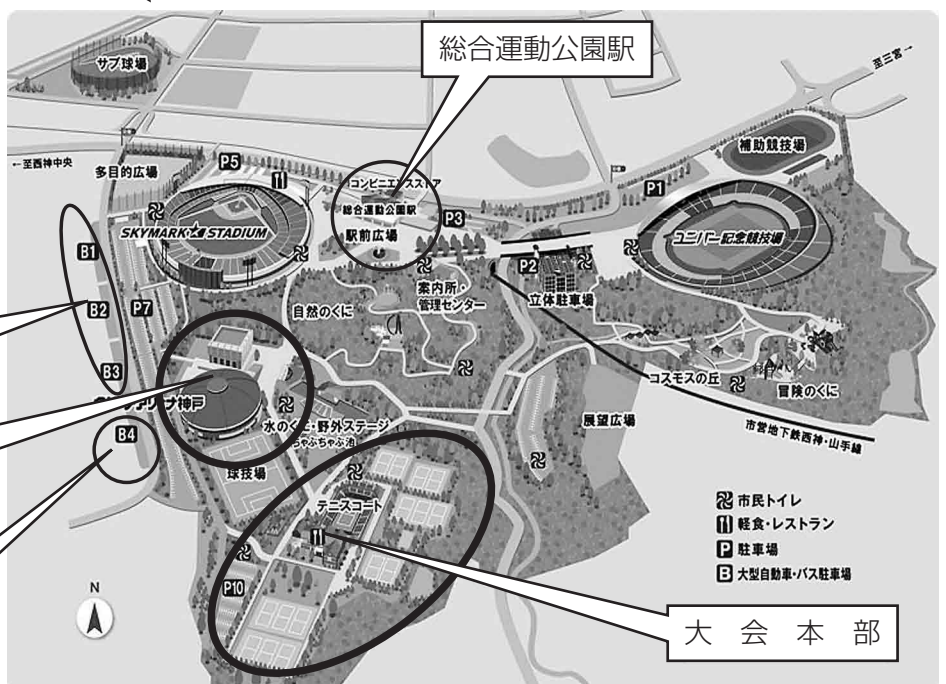 総合運動公園駅
至三宮→
サブ球場
補助競技場
←至西神中央
多目的広場
P5
コンビニエンスストア
P1
総合運動公園駅
P3
SKYMARK STADIUM
駅前広場
ユニバー記念競技場
B1
P2
案内所・
管理センター
立体駐車場
自然のくに
B2
P7
B3
コスモスの丘
冒険のくに
展望広場
市営地下鉄西神・山手線
水のくに・野外ステージ
ちゃぷちゃぷ池
B4
球技場
テニスコート
市民トイレ
軽食・レストラン
P 駐車場
B 大型自動車・バス駐車場
P10
N
大会本部